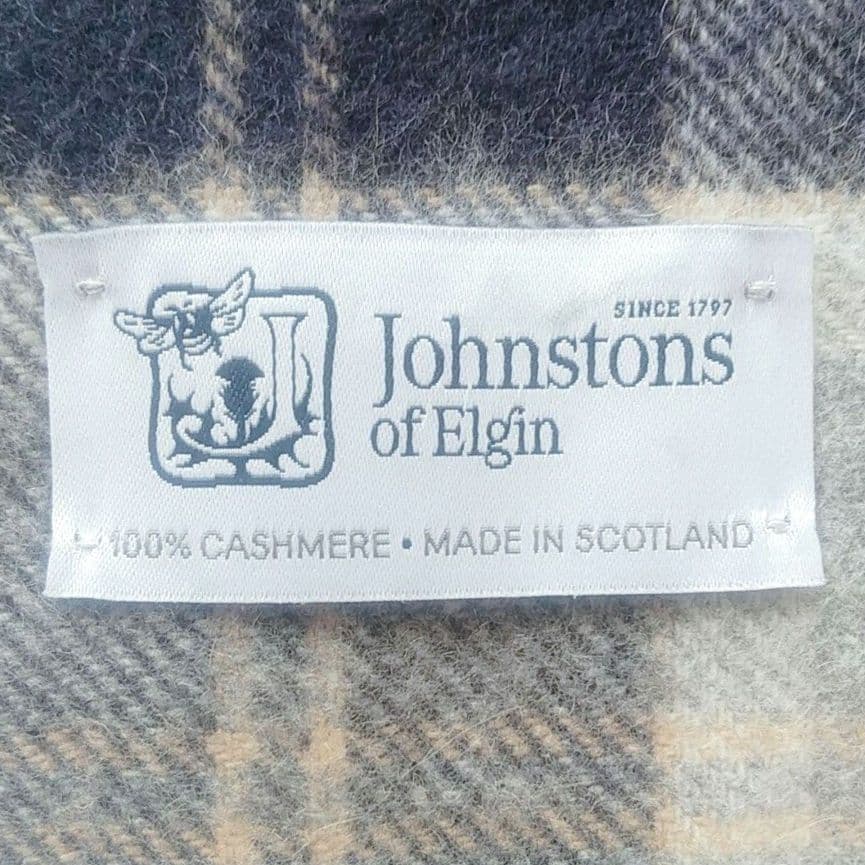 SINCE 1797
Johnstons
of Elgin
100% CASHMERE • MADE IN SCOTLAND